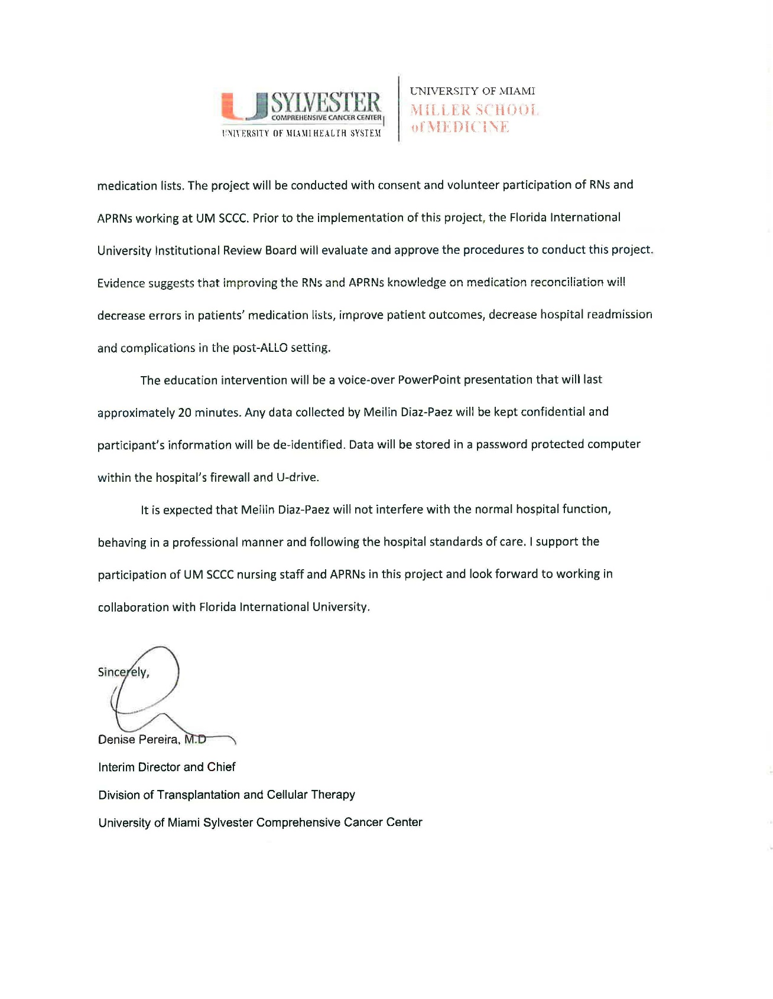 SYLVESTER
COMPREHENSIVE CANCER CENTER
UNIVERSITY OF MIAMI HEALTH SYSTEM
UNIVERSITY OF MIAMI
MILLER SCHOOL
of MEDICINE
medication lists. The project will be conducted with consent and volunteer participation of RNs and
APRNs working at UM SCCC. Prior to the implementation of this project, the Florida International
University Institutional Review Board will evaluate and approve the procedures to conduct this project.
Evidence suggests that improving the RNs and APRNs knowledge on medication reconciliation will
decrease errors in patients' medication lists, improve patient outcomes, decrease hospital readmission
and complications in the post-ALLO setting.
The education intervention will be a voice-over PowerPoint presentation that will last
approximately 20 minutes. Any data collected by Meilin Diaz-Paez will be kept confidential and
participant's information will be de-identified. Data will be stored in a password protected computer
within the hospital's firewall and U-drive.
It is expected that Meilin Diaz-Paez will not interfere with the normal hospital function,
behaving in a professional manner and following the hospital standards of care. I support the
participation of UM SCCC nursing staff and APRNs in this project and look forward to working in
collaboration with Florida International University.
Sincerely,
Denise Pereira, M.D
Interim Director and Chief
Division of Transplantation and Cellular Therapy
University of Miami Sylvester Comprehensive Cancer Center